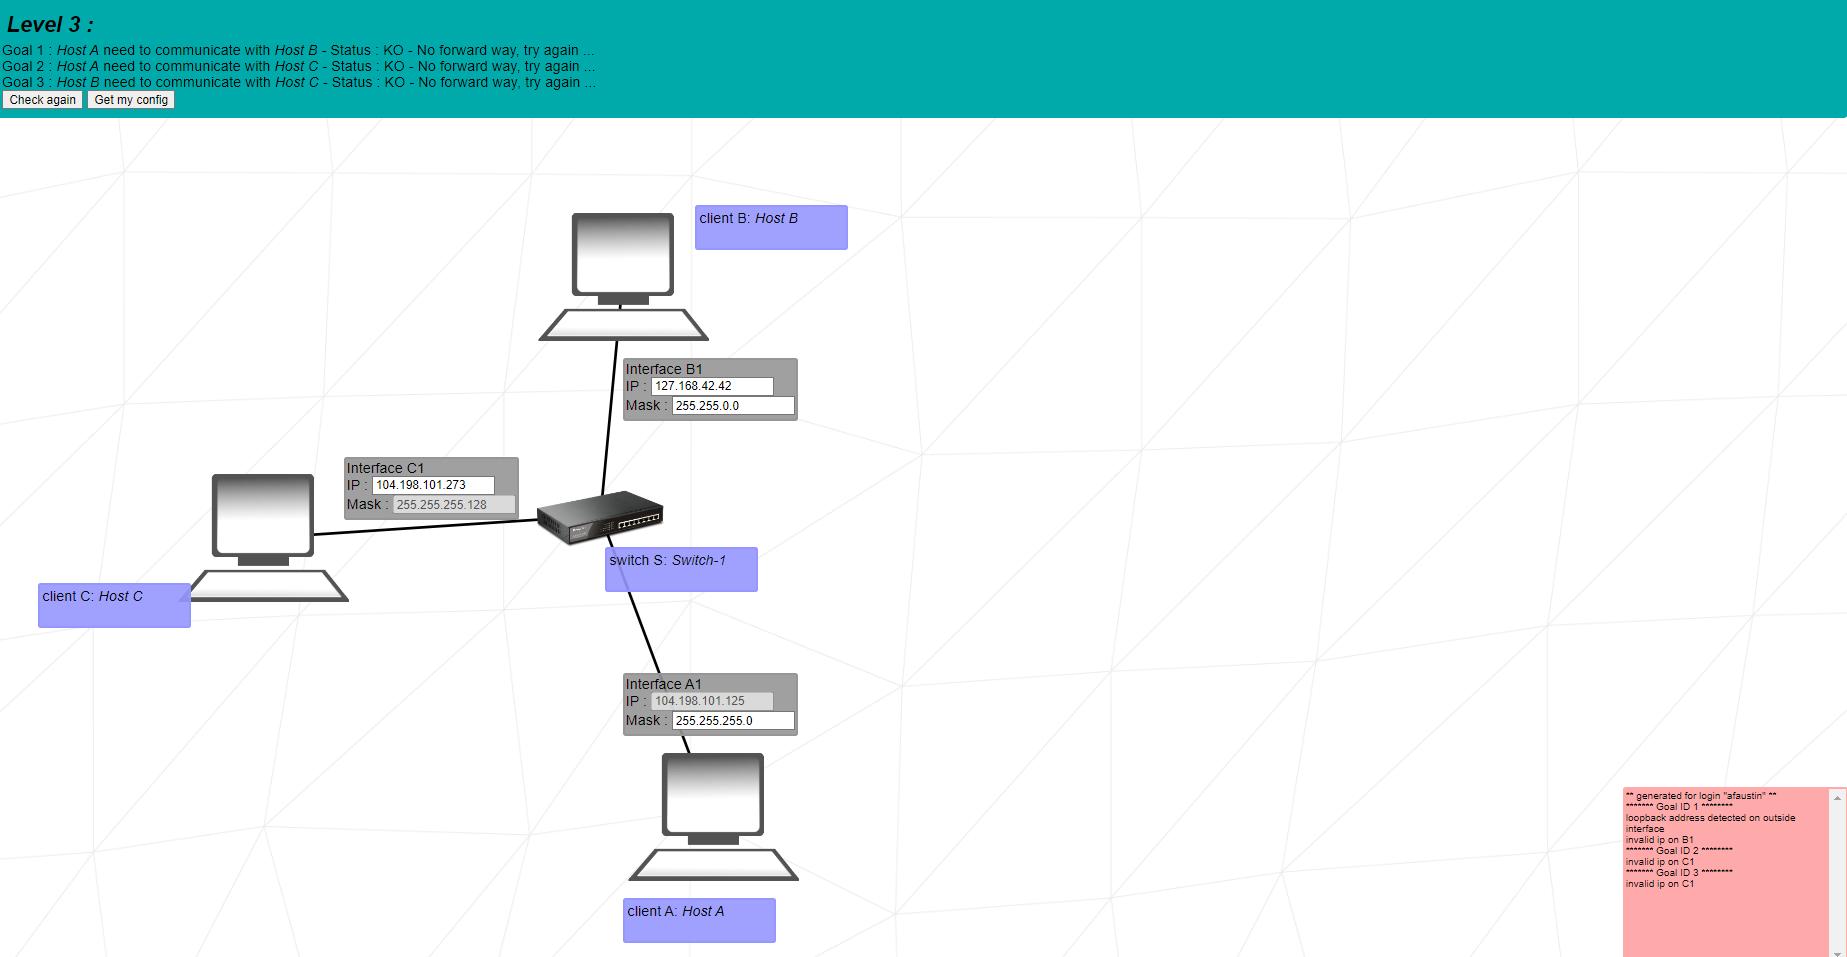 Level 3 :
Goal 1 : Host A need to communicate with Host B - Status : KO - No forward way, try again ...
Goal 2 : Host A need to communicate with Host C - Status : KO - No forward way, try again ...
Goal 3 : Host B need to communicate with Host C - Status : KO - No forward way, try again ...
Check again Get my config
client B: Host B
Interface B1
IP : 127.168.42.42
Mask : 255.255.0.0
Interface C1
IP : 104.198.101.273
Mask : 255.255.255.128
switch S: Switch-1
client C: Host C
Interface A1
IP : 104.198.101.125
Mask : 255.255.255.0
client A: Host A
** generated for login "afaustin" **
******* Goal ID 1 ********
loopback address detected on outside
interface
invalid ip on B1
******* Goal ID 2 ********
invalid ip on C1
******* Goal ID 3 ********
invalid ip on C1